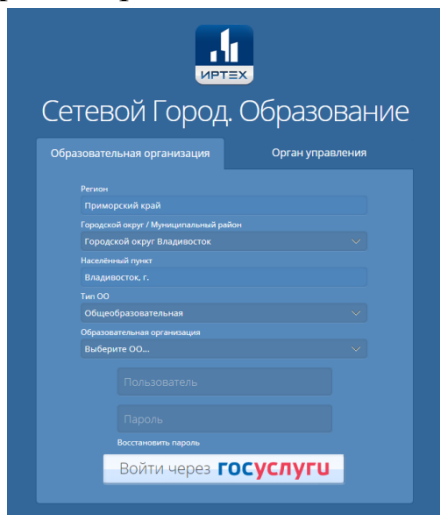 ИРТЕХ
Сетевой Город. Образование
Образовательная организация Орган управления
Регион
Приморский край
Городской округ / Муниципальный район
Городской округ Владивосток
Населённый пункт
Владивосток, г.
Тип ОО
Общеобразовательная
Образовательная организация
Выберите ОО...
Пользователь
Пароль
Восстановить пароль
Войти через госуслуги